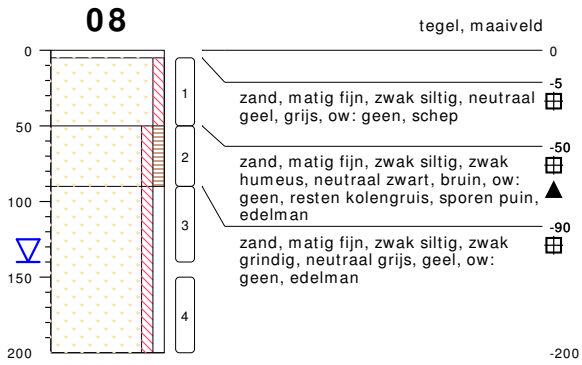 08
tegel, maaiveld
0
0
-5
zand, matig fijn, zwak siltig, neutraal
geel, grijs, ow: geen, schep
1
50
-50
zand, matig fijn, zwak siltig, zwak
humeus, neutraal zwart, bruin, ow:
geen, resten kolengruis, sporen puin,
edelman
2
100
-90
zand, matig fijn, zwak siltig, zwak
grindig, neutraal grijs, geel, ow:
geen, edelman
3
150
4
200
-200